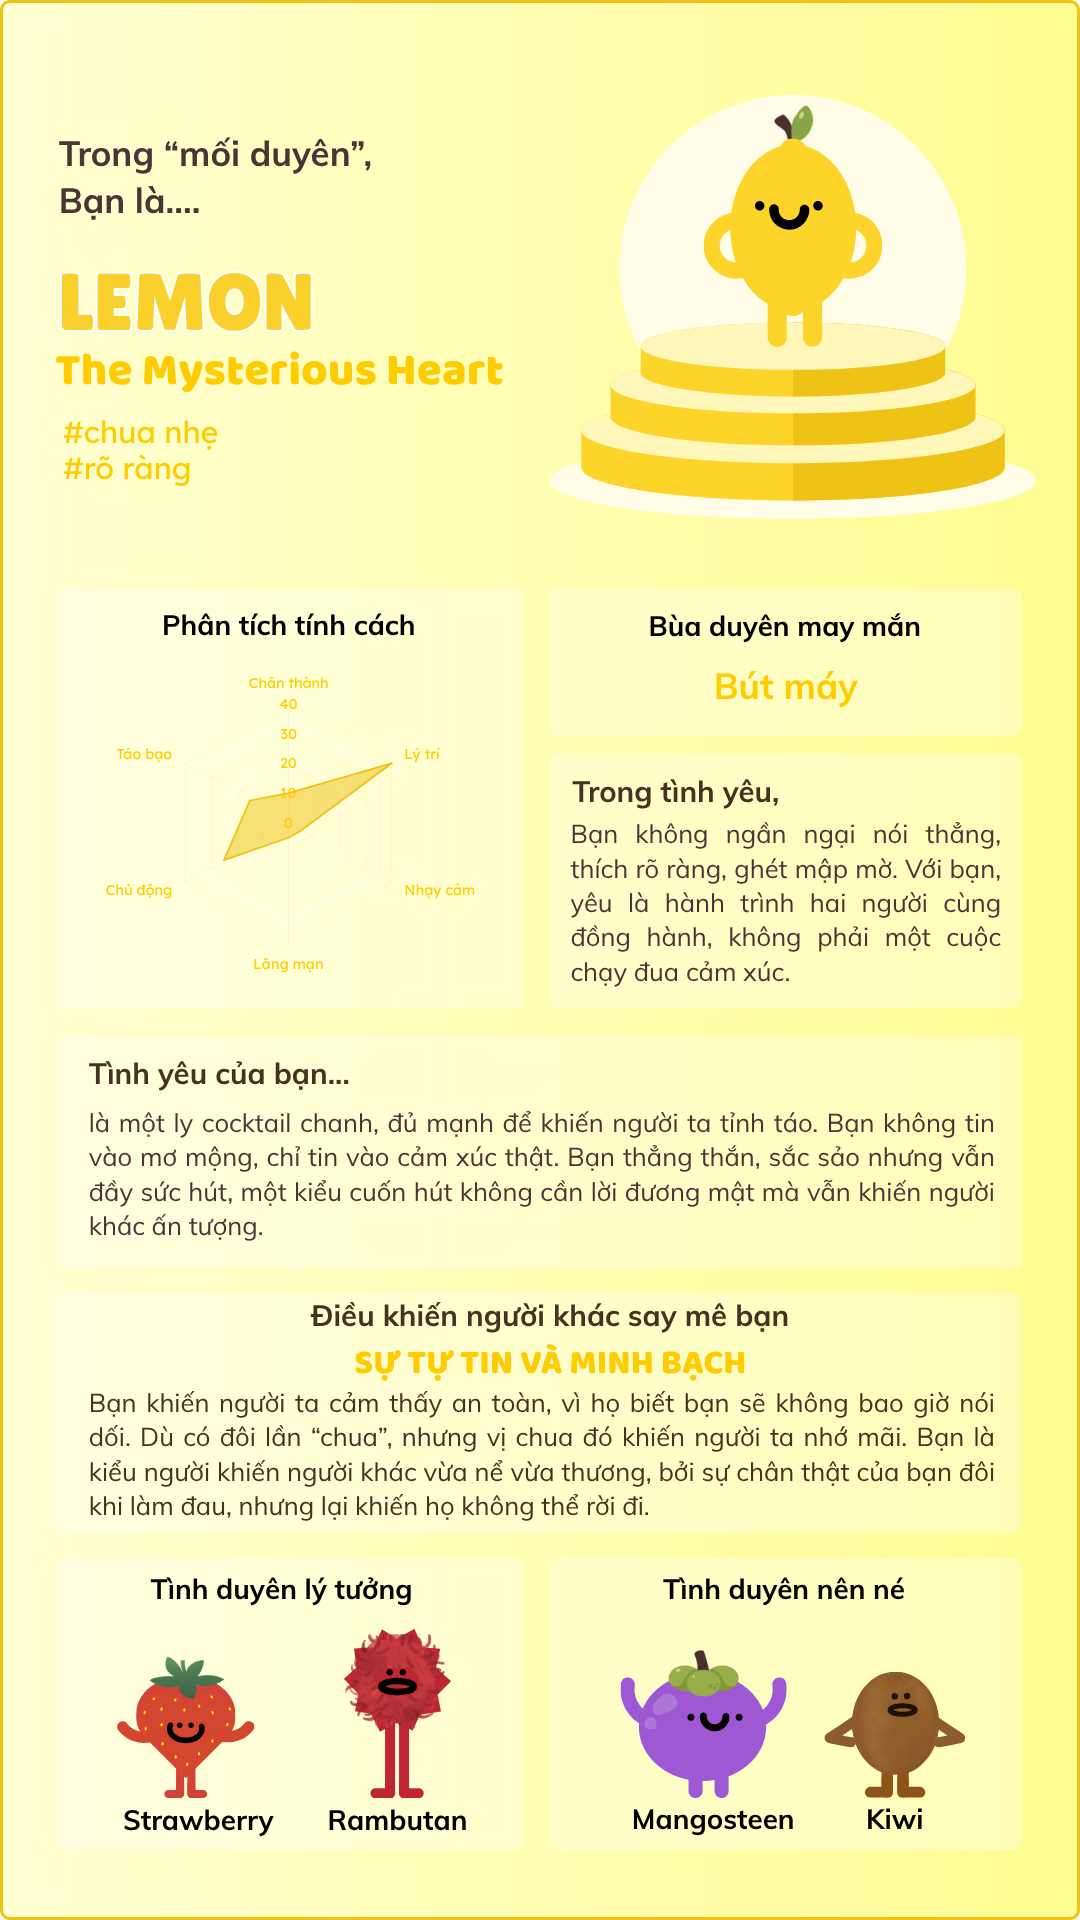 Trong “mối duyên”,
Bạn là....
LEMON
The Mysterious Heart
#chua nhẹ
#rõ ràng
Phân tích tính cách
Chân thành
40
30
20
10
0
Táo bạo
Lý trí
Chủ động
Nhạy cảm
Lãng mạn
Bùa duyên may mắn
Bút máy
Trong tình yêu,
Bạn không ngần ngại nói thẳng,
thích rõ ràng, ghét mập mờ. Với bạn,
yêu là hành trình hai người cùng
đồng hành, không phải một cuộc
chạy đua cảm xúc.
Tình yêu của bạn...
là một ly cocktail chanh, đủ mạnh để khiến người ta tỉnh táo. Bạn không tin
vào mơ mộng, chỉ tin vào cảm xúc thật. Bạn thẳng thắn, sắc sảo nhưng vẫn
đầy sức hút, một kiểu cuốn hút không cần lời đương mật mà vẫn khiến người
khác ấn tượng.
Điều khiến người khác say mê bạn
SỰ TỰ TIN VÀ MINH BẠCH
Bạn khiến người ta cảm thấy an toàn, vì họ biết bạn sẽ không bao giờ nói
dối. Dù có đôi lần “chua”, nhưng vị chua đó khiến người ta nhớ mãi. Bạn là
kiểu người khiến người khác vừa nể vừa thương, bởi sự chân thật của bạn đôi
khi làm đau, nhưng lại khiến họ không thể rời đi.
Tình duyên lý tưởng
Strawberry
Rambutan
Tình duyên nên né
Mangosteen
Kiwi